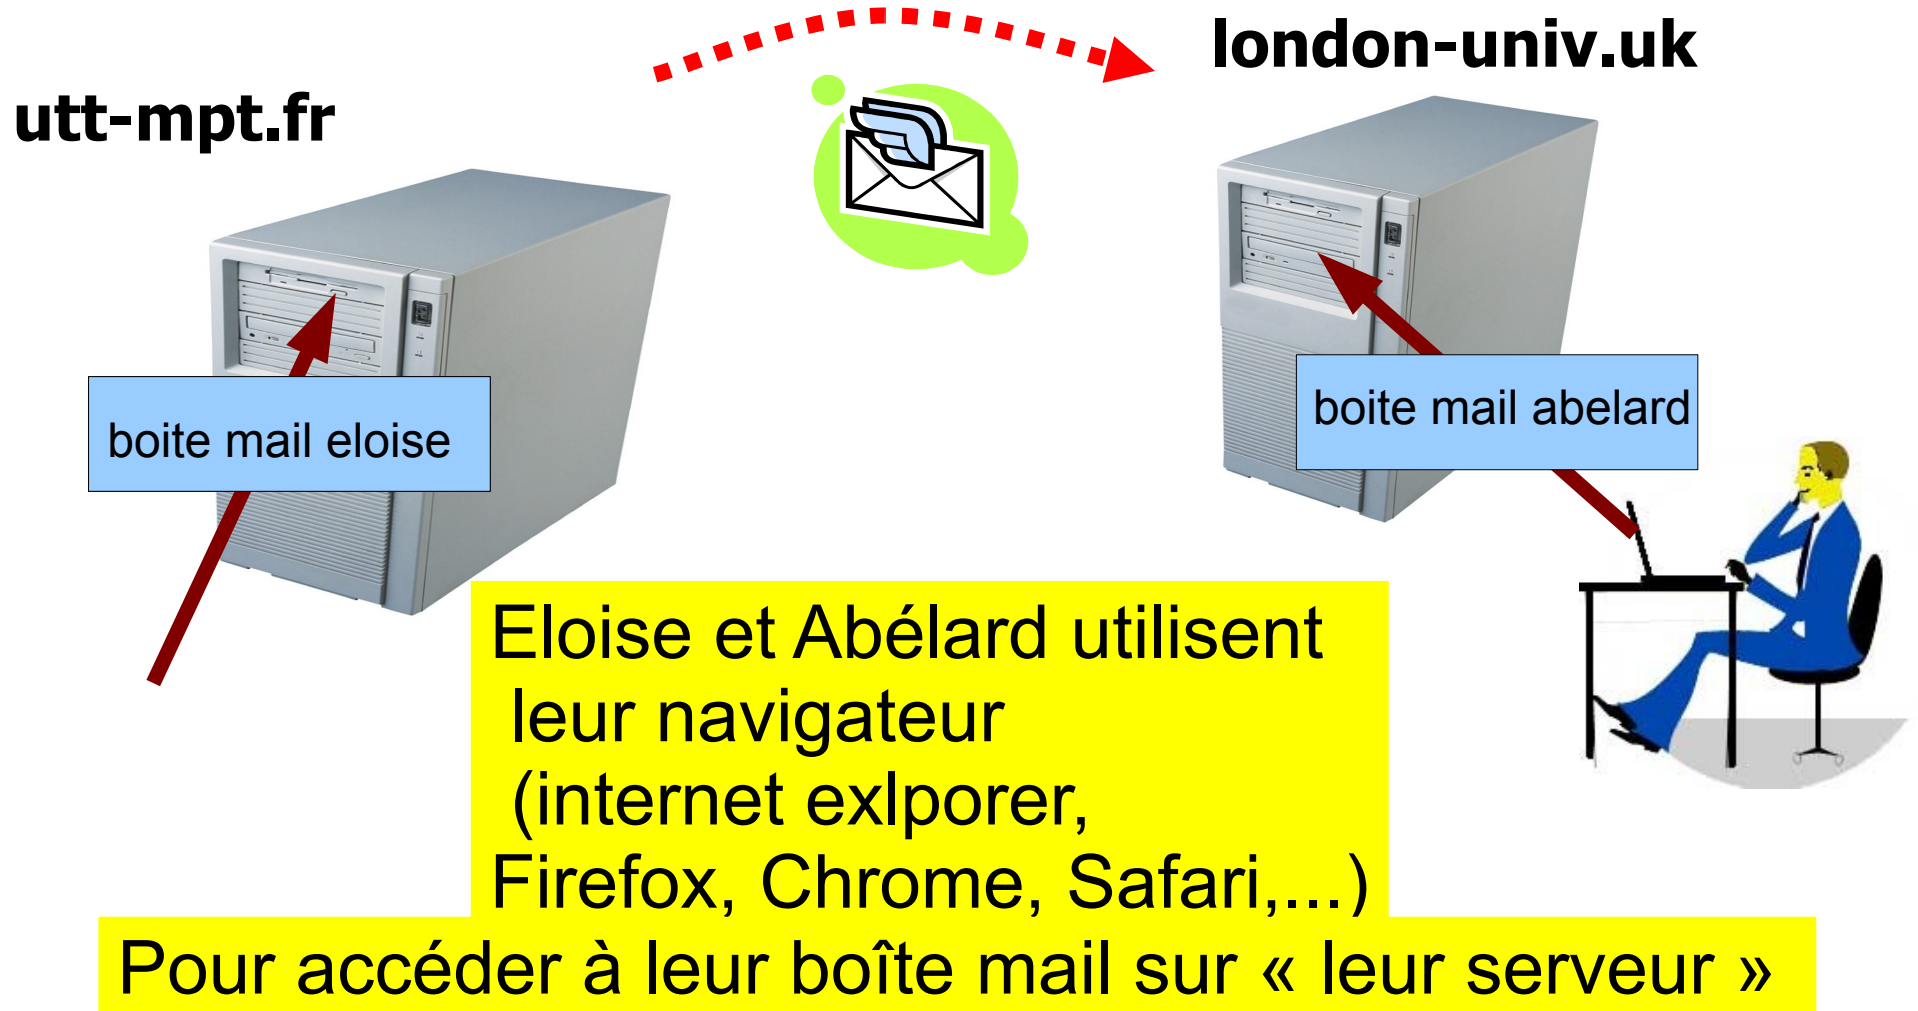 london-univ.uk
utt-mpt.fr
boite mail eloise
boite mail abelard
Eloise et Abélard utilisent
leur navigateur
(internet exlporer,
Firefox, Chrome, Safari,...)
Pour accéder à leur boîte mail sur « leur serveur »